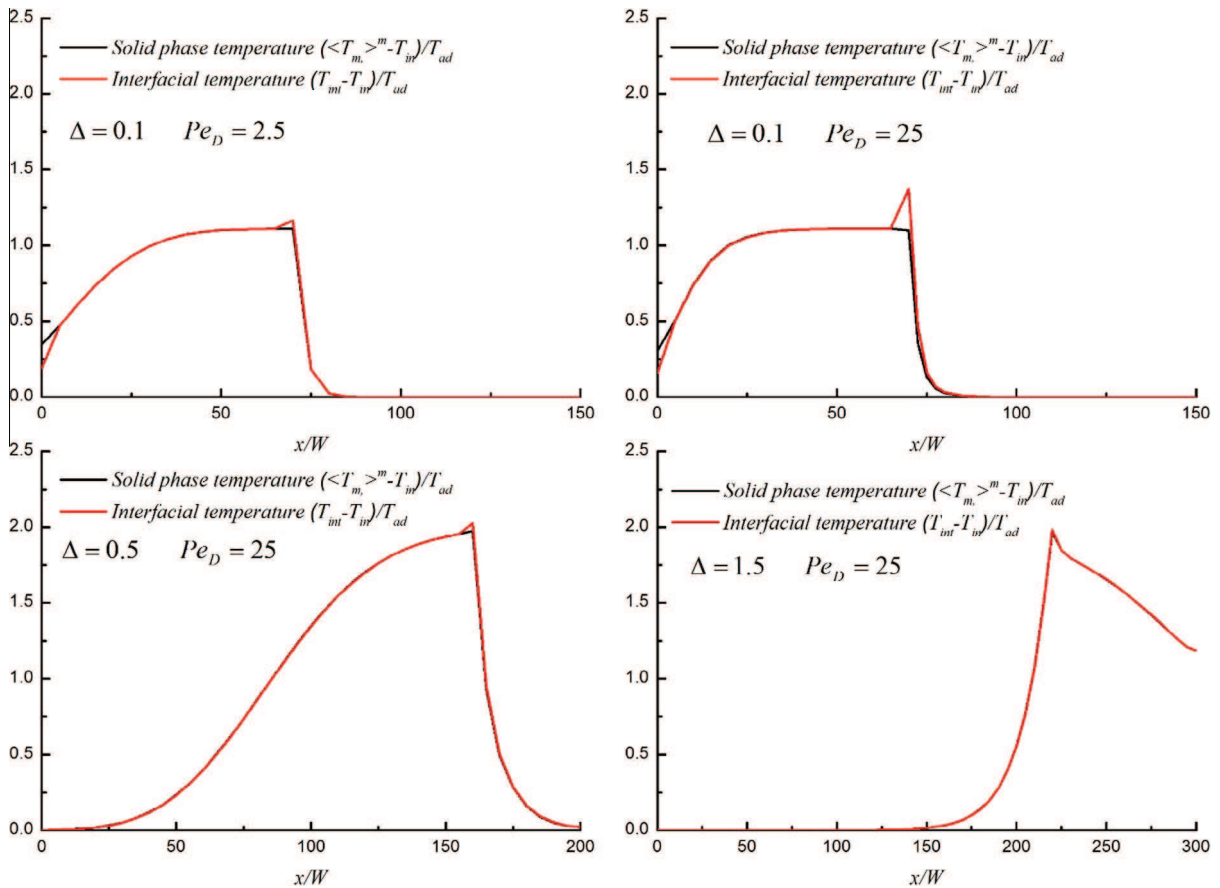 2.5
Solid phase temperature (<T_m,>^m-T_in)/T_ad
Interfacial temperature (T_int-T_in)/T_ad
2.0
Δ = 0.1 Pe_D = 2.5
1.5
1.0
0.5
0.0
0 50 100 150
x/W
2.5
Solid phase temperature (<T_m,>^m-T_in)/T_ad
Interfacial temperature (T_int-T_in)/T_ad
2.0
Δ = 0.1 Pe_D = 25
1.5
1.0
0.5
0.0
0 50 100 150
x/W
2.5
Solid phase temperature (<T_m,>^m-T_in)/T_ad
Interfacial temperature (T_int-T_in)/T_ad
2.0
Δ = 0.5 Pe_D = 25
1.5
1.0
0.5
0.0
0 50 100 150 200
x/W
2.5
Solid phase temperature (<T_m,>^m-T_in)/T_ad
Interfacial temperature (T_int-T_in)/T_ad
2.0
Δ = 1.5 Pe_D = 25
1.5
1.0
0.5
0.0
0 50 100 150 200 250 300
x/W